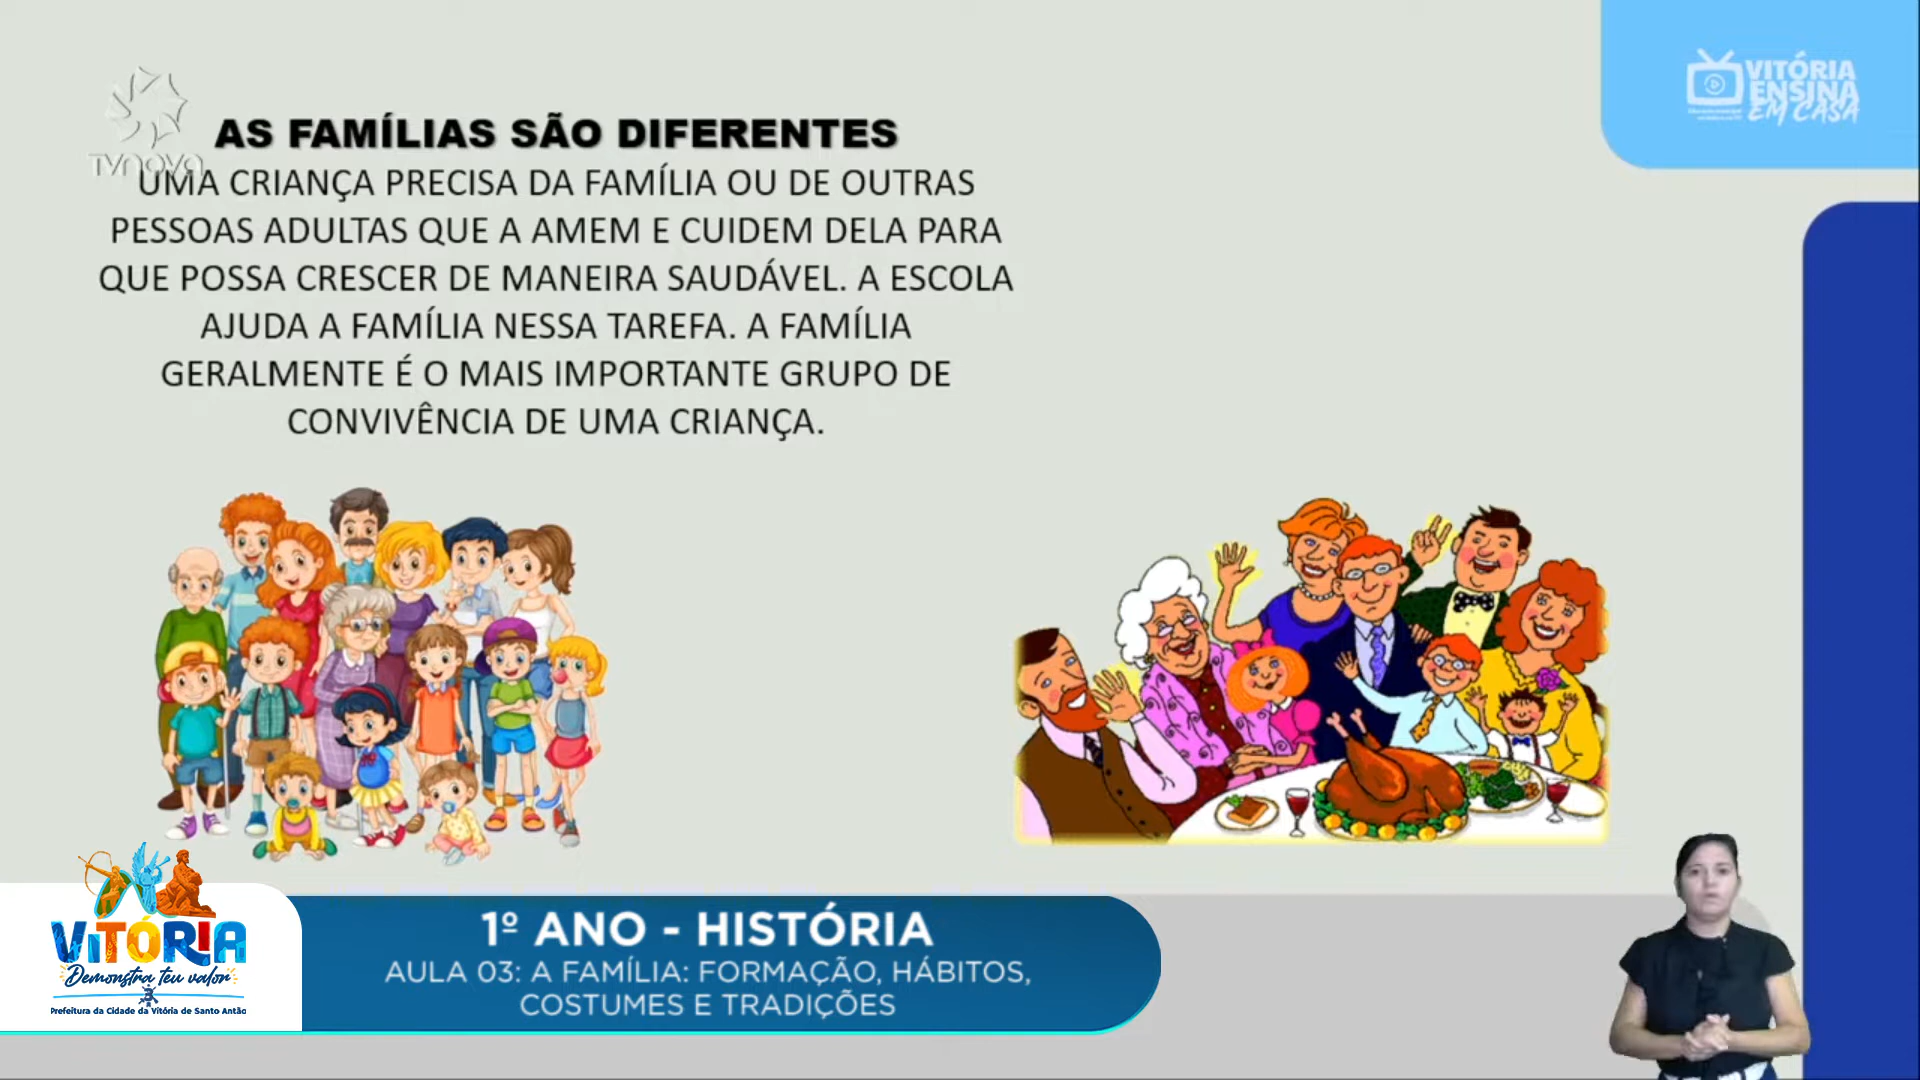 AS FAMÍLIAS SÃO DIFERENTES
UMA CRIANÇA PRECISA DA FAMÍLIA OU DE OUTRAS
PESSOAS ADULTAS QUE A AMEM E CUIDEM DELA PARA
QUE POSSA CRESCER DE MANEIRA SAUDÁVEL. A ESCOLA
AJUDA A FAMÍLIA NESSA TAREFA. A FAMÍLIA
GERALMENTE É O MAIS IMPORTANTE GRUPO DE
CONVIVÊNCIA DE UMA CRIANÇA.
TVNOVA
VITÓRIA
ENSINA
EM CASA
VITÓRIA
Demonstra teu valor
Prefeitura da Cidade da Vitória de Santo Antão
1º ANO - HISTÓRIA
AULA 03: A FAMÍLIA: FORMAÇÃO, HÁBITOS,
COSTUMES E TRADIÇÕES